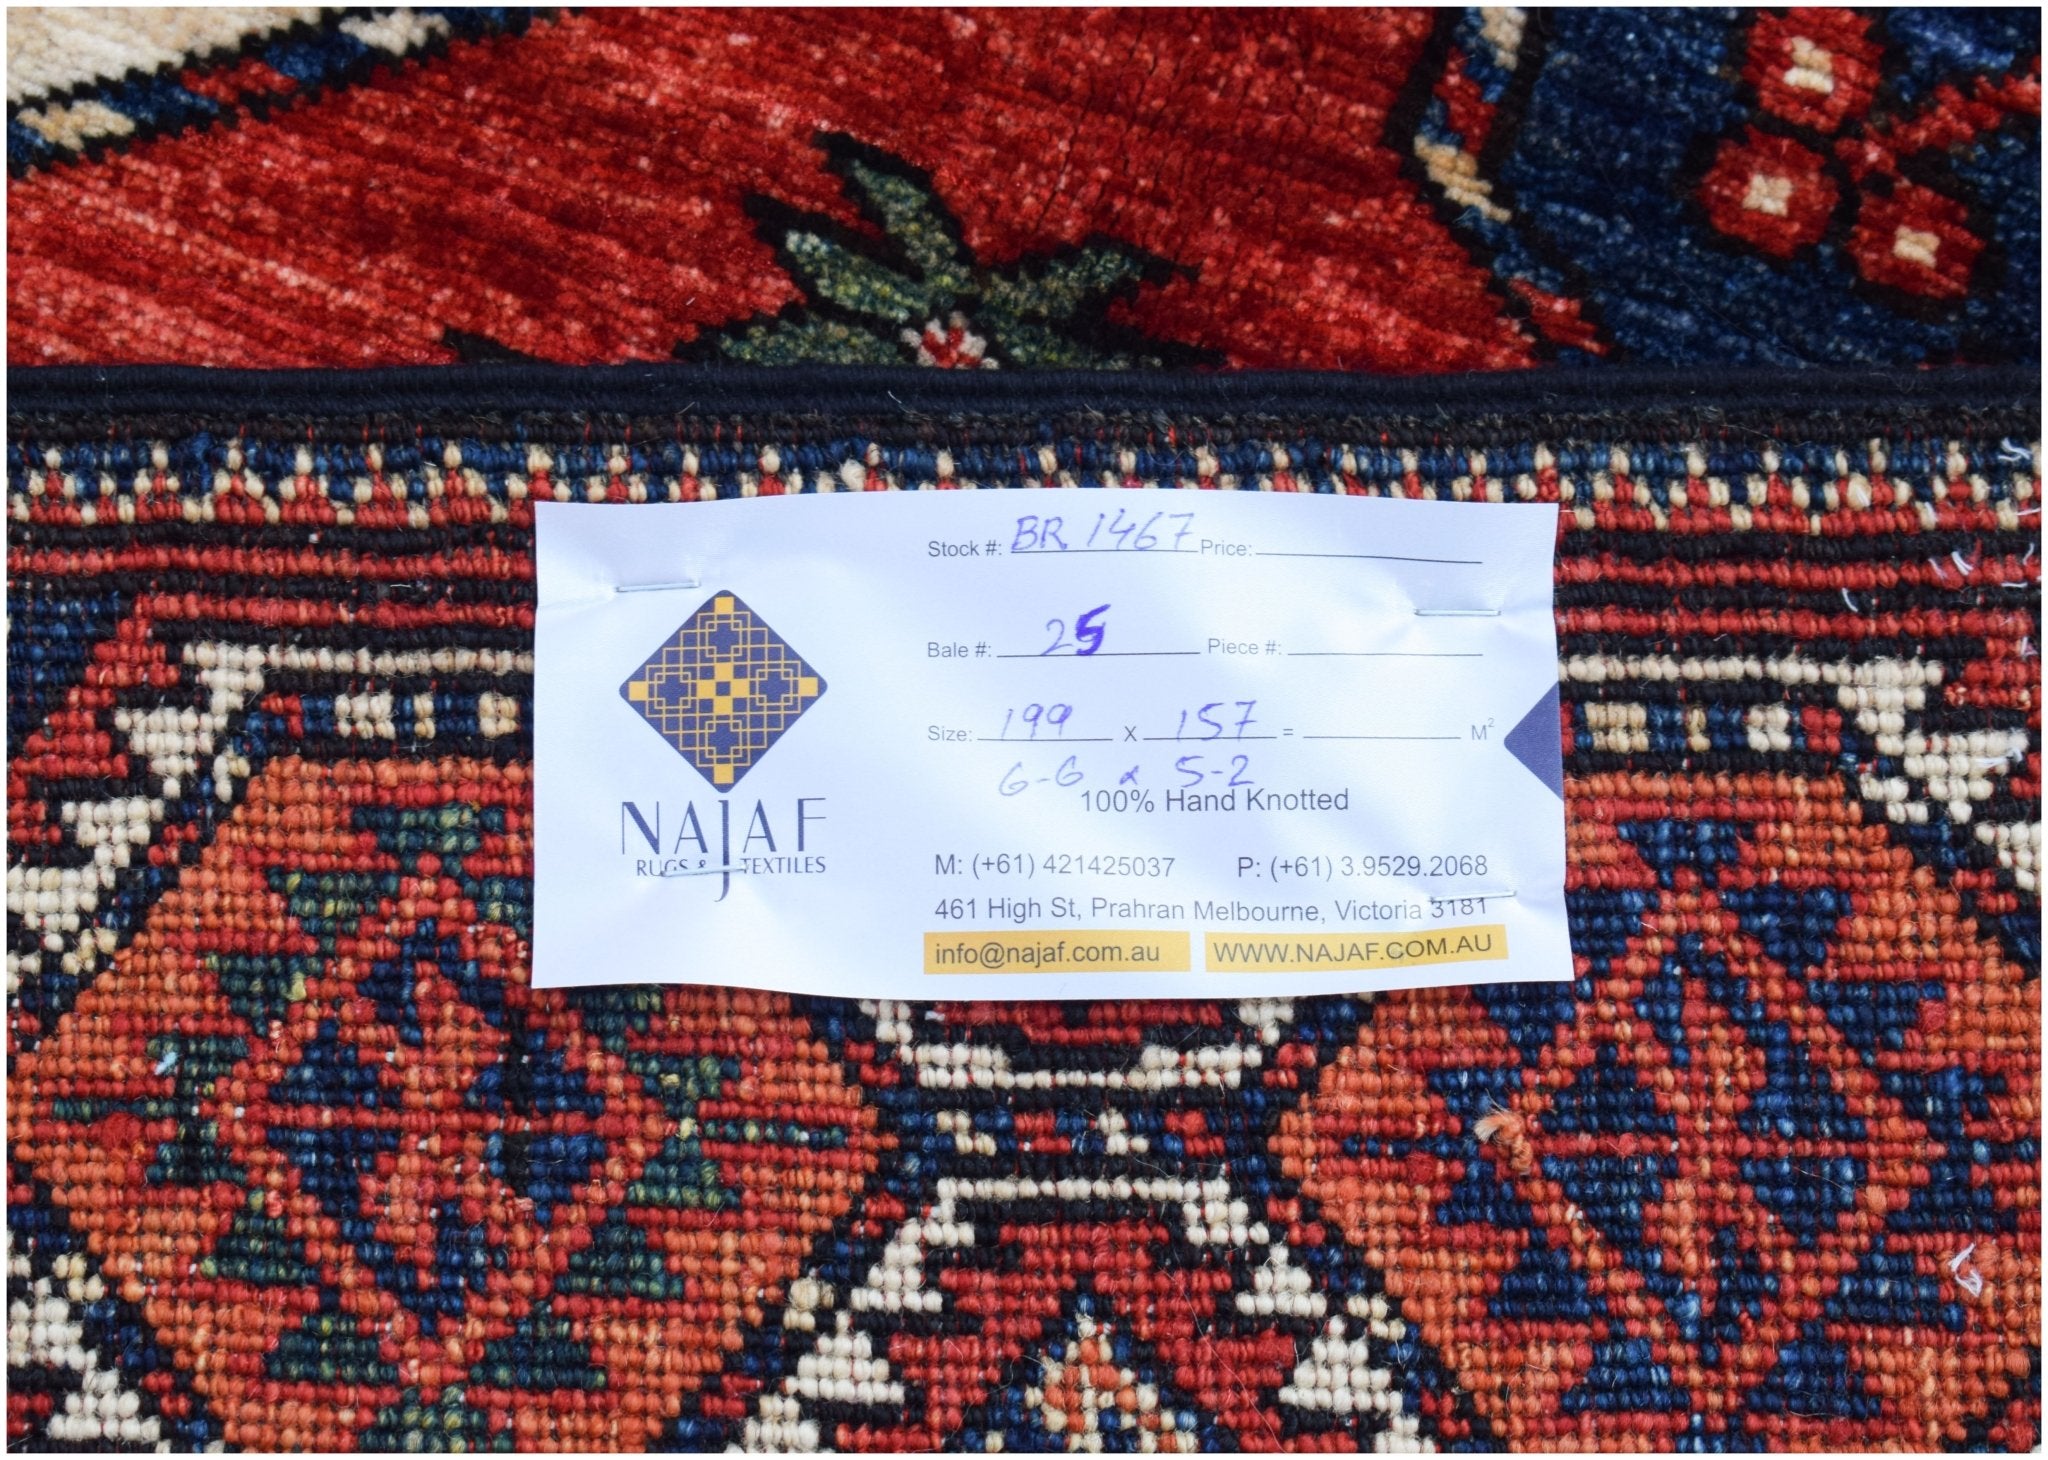 Stock #: BR 1467 Price:
Bale #: 25 Piece #:
Size: 199 X 157 = M²
6-6 x 5-2
100% Hand Knotted
NAJAF
RUGS & TEXTILES
M: (+61) 421425037 P: (+61) 3.9529.2068
461 High St, Prahran Melbourne, Victoria 3181
info@najaf.com.au WWW.NAJAF.COM.AU